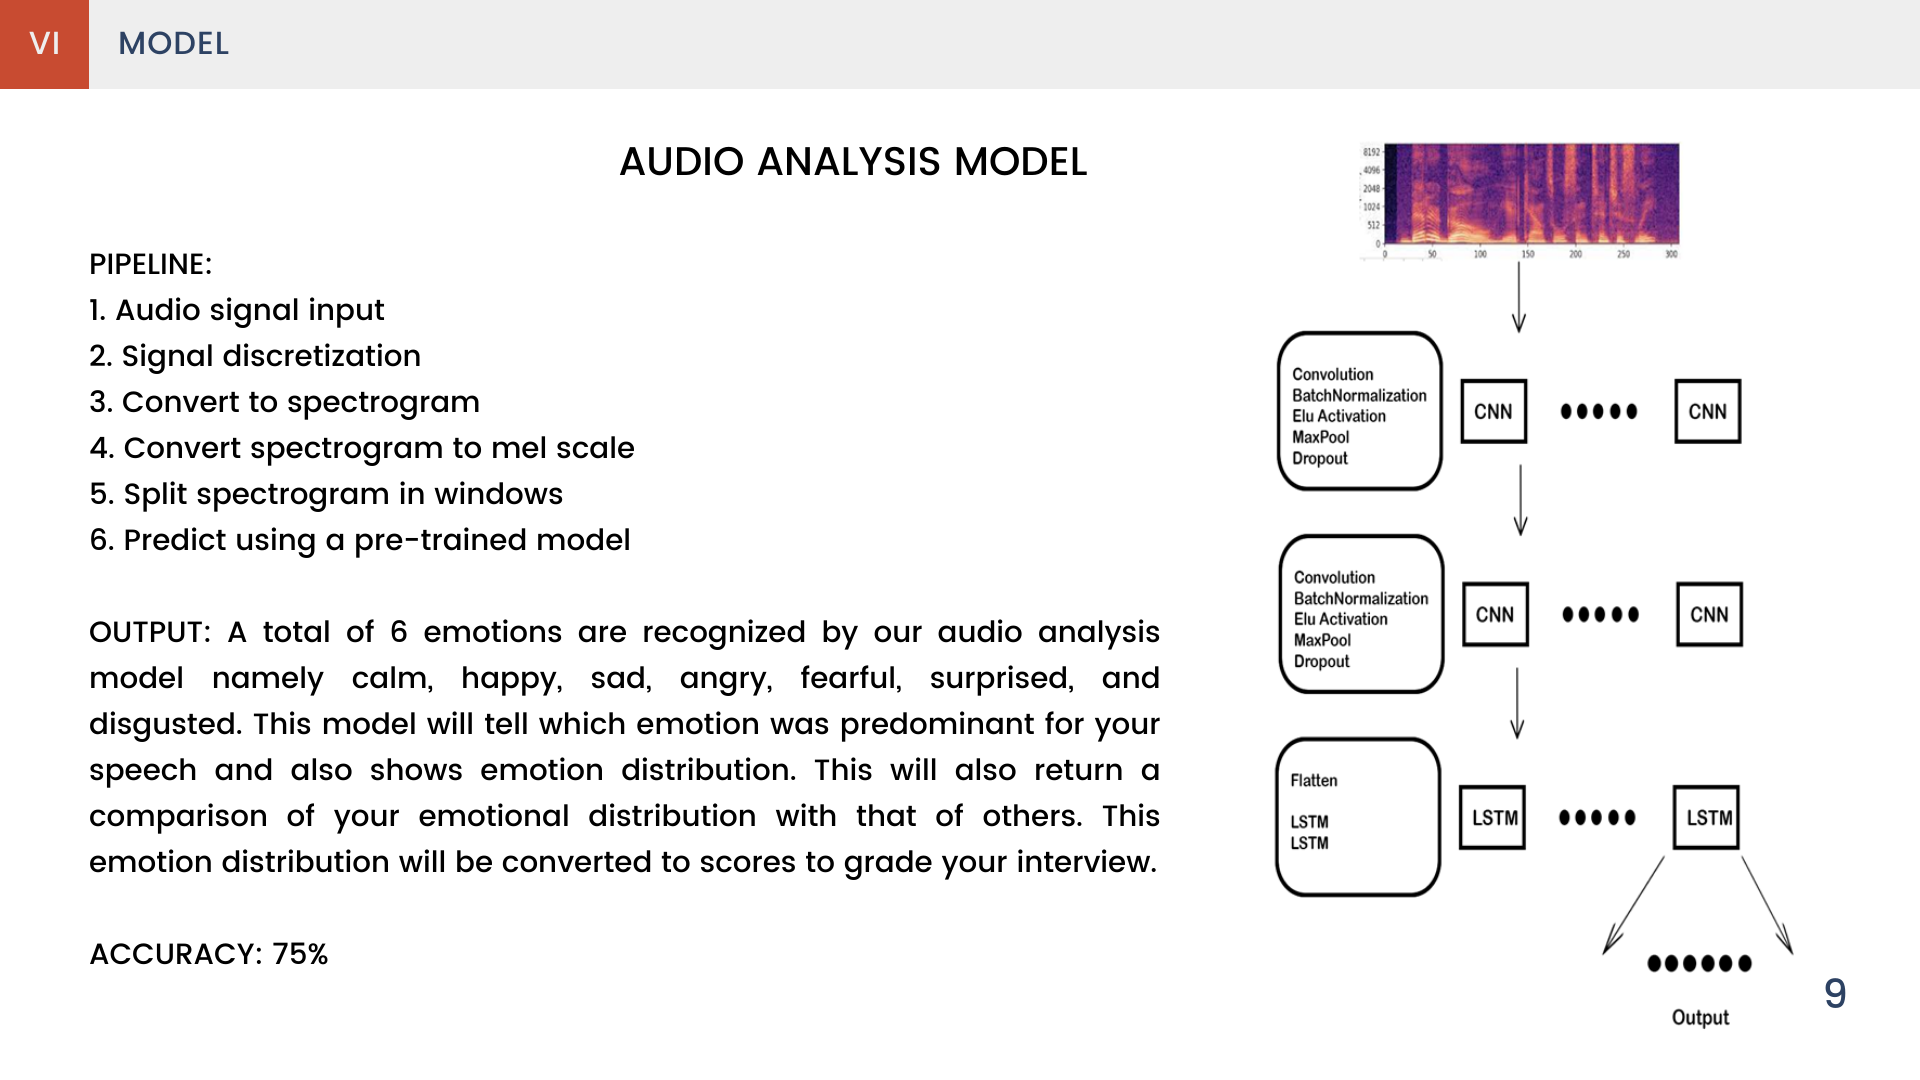 VI
MODEL
AUDIO ANALYSIS MODEL
PIPELINE:
1. Audio signal input
2. Signal discretization
3. Convert to spectrogram
4. Convert spectrogram to mel scale
5. Split spectrogram in windows
6. Predict using a pre-trained model
OUTPUT: A total of 6 emotions are recognized by our audio analysis
model namely calm, happy, sad, angry, fearful, surprised, and
disgusted. This model will tell which emotion was predominant for your
speech and also shows emotion distribution. This will also return a
comparison of your emotional distribution with that of others. This
emotion distribution will be converted to scores to grade your interview.
ACCURACY: 75%
8192
4096
2048
1024
512
0
0 50 100 150 200 250 300
Convolution
BatchNormalization
Elu Activation
MaxPool
Dropout
CNN CNN
Convolution
BatchNormalization
Elu Activation
MaxPool
Dropout
CNN CNN
Flatten
LSTM
LSTM
LSTM LSTM
Output
9